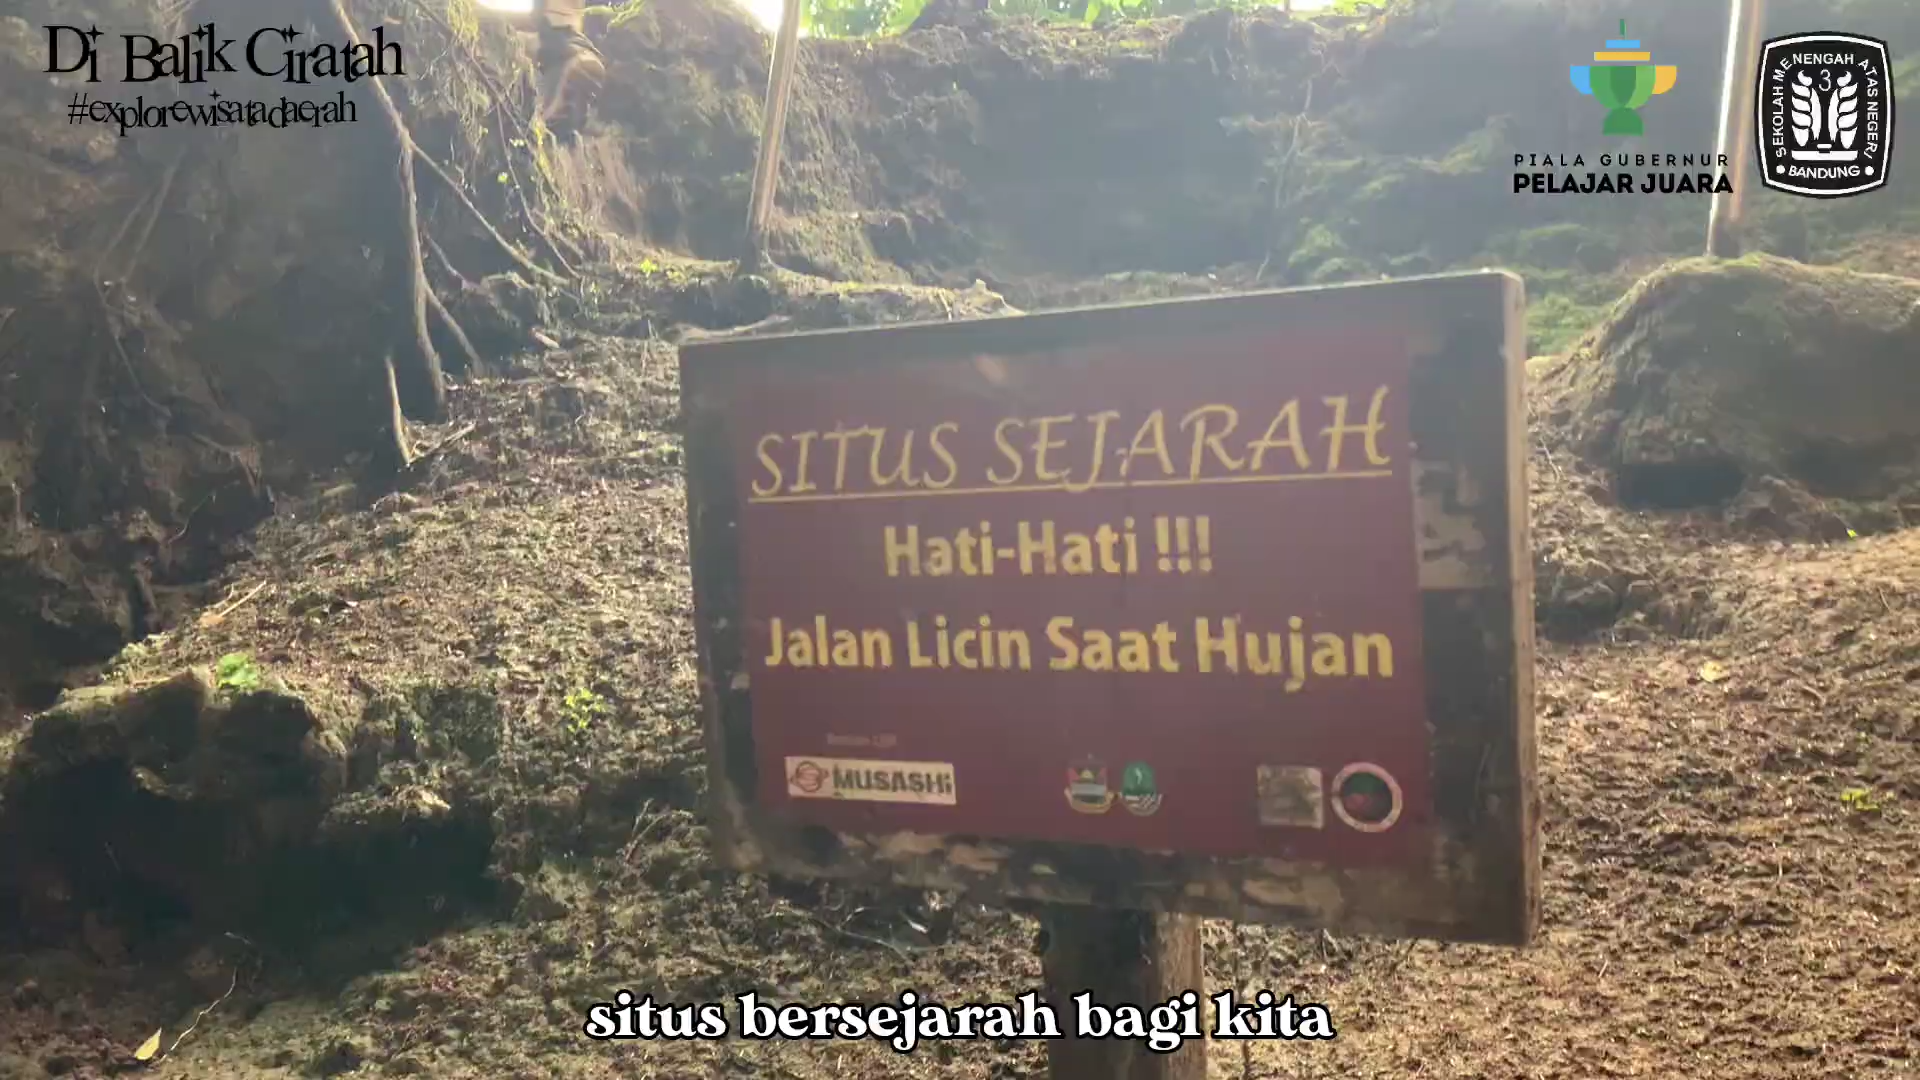 Di Balik Ciratah
#explorewisatadaerah
PIALA GUBERNUR
PELAJAR JUARA
SEKOLAH MENENGAH ATAS NEGERI
3
BANDUNG
SITUS SEJARAH
Hati-Hati !!!
Jalan Licin Saat Hujan
MUSASHi
situs bersejarah bagi kita